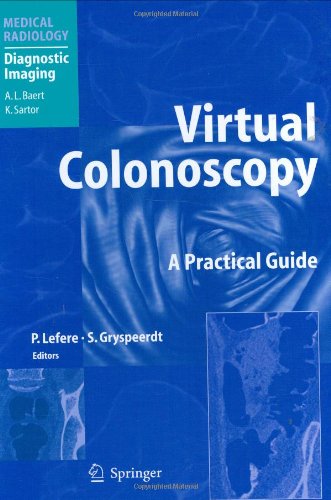 MEDICAL
RADIOLOGY
Diagnostic
Imaging
A. L. Baert
K. Sartor
Virtual
Colonoscopy
A Practical Guide
P. Lefere · S. Gryspeerdt
Editors
Springer